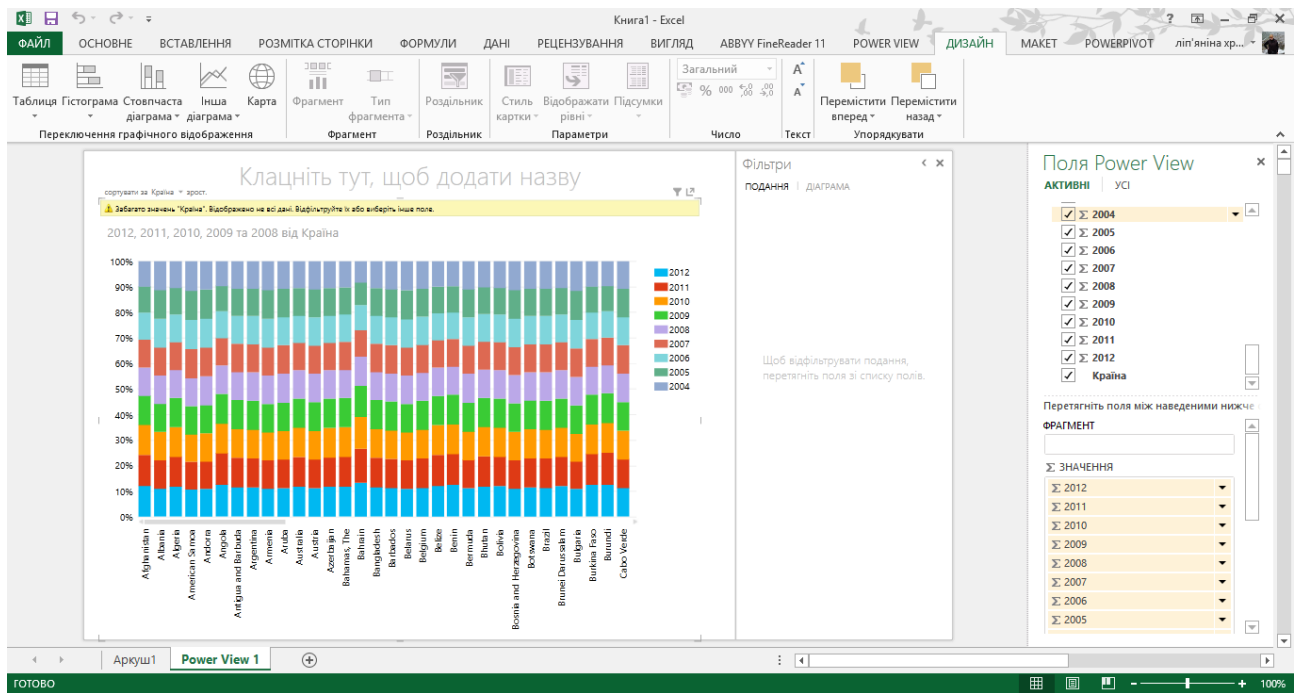 Книга1 - Excel
ФАЙЛ ОСНОВНЕ ВСТАВЛЕННЯ РОЗМІТКА СТОРІНКИ ФОРМУЛИ ДАНІ РЕЦЕНЗУВАННЯ ВИГЛЯД ABBYY FineReader 11 POWER VIEW ДИЗАЙН МАКЕТ POWERPIVOT ліп'яніна хр...
Таблиця Гістограма Стовпчаста діаграма Інша діаграма Карта
Переключення графічного відображення
Фрагмент Тип фрагмента
Фрагмент
Роздільник
Роздільник
Стиль картки Відображати рівні Підсумки
Параметри
Загальний
% 000 ,00 ,00
Число
A A
Текст
Перемістити вперед Перемістити назад
Упорядкувати
Клацніть тут, щоб додати назву
сортувати за Країна зрост.
Забагато значень "Країна". Відображено не всі дані. Відфільтруйте їх або виберіть інше поле.
2012, 2011, 2010, 2009 та 2008 від Країна
100%
90%
80%
70%
60%
50%
40%
30%
20%
10%
0%
2012
2011
2010
2009
2008
2007
2006
2005
2004
Afghanistan
Albania
Algeria
American Samoa
Andorra
Angola
Antigua and Barbuda
Argentina
Armenia
Aruba
Australia
Austria
Azerbaijan
Bahamas, The
Bahrain
Bangladesh
Barbados
Belarus
Belgium
Belize
Benin
Bermuda
Bhutan
Bolivia
Bosnia and Herzegovina
Botswana
Brazil
Brunei Darussalam
Bulgaria
Burkina Faso
Burundi
Cabo Verde
Фільтри
ПОДАННЯ ДІАГРАМА
Щоб відфільтрувати подання,
перетягніть поля зі списку полів.
Поля Power View
АКТИВНІ УСІ
Σ 2004
Σ 2005
Σ 2006
Σ 2007
Σ 2008
Σ 2009
Σ 2010
Σ 2011
Σ 2012
Країна
Перетягніть поля між наведеними нижче
ФРАГМЕНТ
Σ ЗНАЧЕННЯ
Σ 2012
Σ 2011
Σ 2010
Σ 2009
Σ 2008
Σ 2007
Σ 2006
Σ 2005
Аркуш1 Power View 1
ГОТОВО
100%